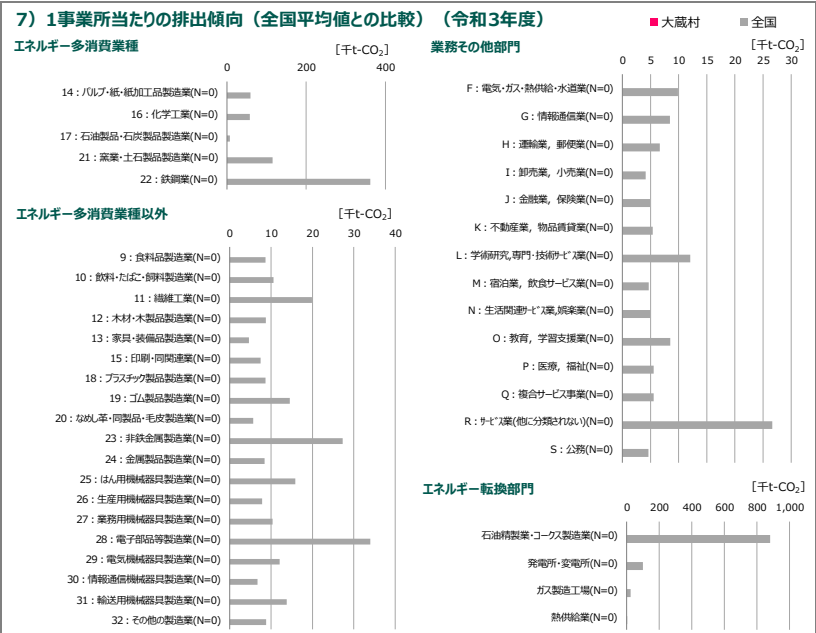 7）1事業所当たりの排出傾向（全国平均値との比較）（令和3年度）
大蔵村
全国
エネルギー多消費業種
［千t-CO₂］
0 200 400
14：パルプ・紙・紙加工品製造業(N=0)
16：化学工業(N=0)
17：石油製品・石炭製品製造業(N=0)
21：窯業・土石製品製造業(N=0)
22：鉄鋼業(N=0)
エネルギー多消費業種以外
［千t-CO₂］
0 10 20 30 40
9：食料品製造業(N=0)
10：飲料・たばこ・飼料製造業(N=0)
11：繊維工業(N=0)
12：木材・木製品製造業(N=0)
13：家具・装備品製造業(N=0)
15：印刷・同関連業(N=0)
18：プラスチック製品製造業(N=0)
19：ゴム製品製造業(N=0)
20：なめし革・同製品・毛皮製造業(N=0)
23：非鉄金属製造業(N=0)
24：金属製品製造業(N=0)
25：はん用機械器具製造業(N=0)
26：生産用機械器具製造業(N=0)
27：業務用機械器具製造業(N=0)
28：電子部品等製造業(N=0)
29：電気機械器具製造業(N=0)
30：情報通信機械器具製造業(N=0)
31：輸送用機械器具製造業(N=0)
32：その他の製造業(N=0)
業務その他部門
［千t-CO₂］
0 5 10 15 20 25 30
F：電気・ガス・熱供給・水道業(N=0)
G：情報通信業(N=0)
H：運輸業，郵便業(N=0)
I：卸売業，小売業(N=0)
J：金融業，保険業(N=0)
K：不動産業，物品賃貸業(N=0)
L：学術研究,専門・技術ｻｰﾋﾞｽ業(N=0)
M：宿泊業，飲食サービス業(N=0)
N：生活関連ｻｰﾋﾞｽ業,娯楽業(N=0)
O：教育，学習支援業(N=0)
P：医療，福祉(N=0)
Q：複合サービス事業(N=0)
R：ｻｰﾋﾞｽ業(他に分類されない)(N=0)
S：公務(N=0)
エネルギー転換部門
［千t-CO₂］
0 200 400 600 800 1,000
石油精製業・コークス製造業(N=0)
発電所・変電所(N=0)
ガス製造工場(N=0)
熱供給業(N=0)